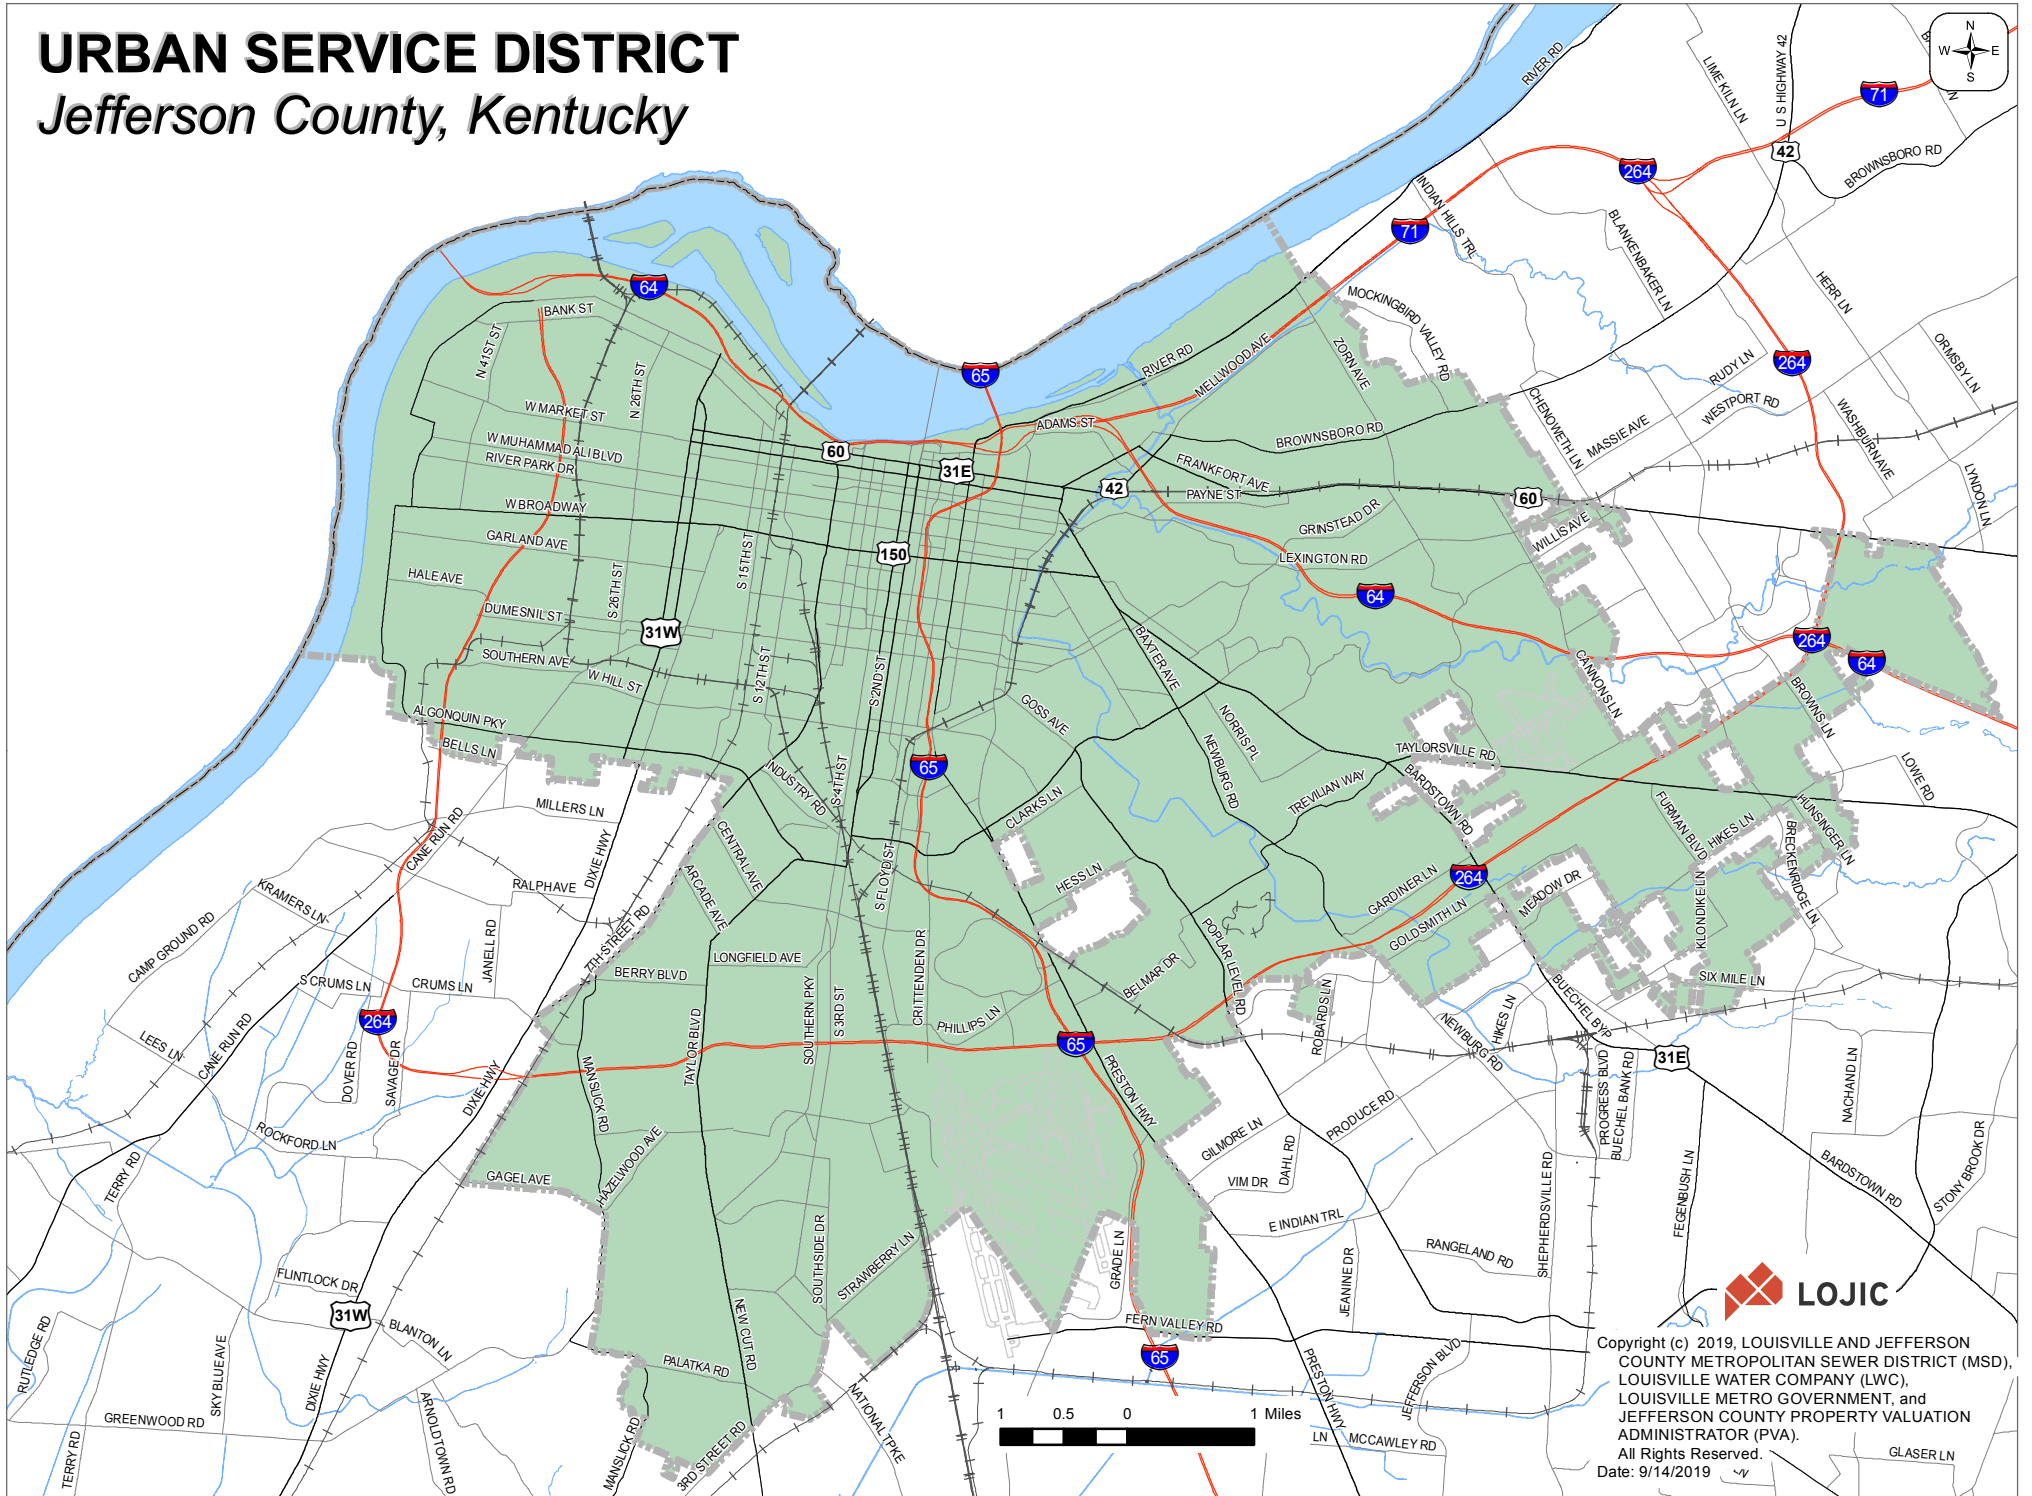 URBAN SERVICE DISTRICT
Jefferson County, Kentucky
N
W E
S
RIVER RD
LIME KILN LN
U S HIGHWAY 42
71
42
BROWNSBORO RD
264
INDIAN HILLS TRL
71
BLANKENBAKER LN
HERR LN
ORMSBY LN
64
BANK ST
N 41ST ST
N 26TH ST
W MARKET ST
W MUHAMMAD ALI BLVD
RIVER PARK DR
W BROADWAY
GARLAND AVE
HALE AVE
DUMESNIL ST
SOUTHERN AVE
W HILL ST
S 26TH ST
S 15TH ST
S 12TH ST
31W
60
31E
150
65
RIVER RD
MELLWOOD AVE
ADAMS ST
ZORN AVE
MOCKINGBIRD VALLEY RD
BROWNSBORO RD
FRANKFORT AVE
PAYNE ST
42
GRINSTEAD DR
LEXINGTON RD
64
60
CHENOWETH LN
MASSIE AVE
RUDY LN
WESTPORT RD
264
WASHBURN AVE
LYNDON LN
WILLIS AVE
264
64
CANNONS LN
BROWNS LN
LOWE RD
BAXTER AVE
NORRIS PL
NEWBURG RD
GOSS AVE
S 2ND ST
S 4TH ST
INDUSTRY RD
65
CLARKS LN
TAYLORSVILLE RD
TREVILIAN WAY
BARDSTOWN RD
FURMAN BLVD
HIKES LN
HUNSINGER LN
BRECKENRIDGE LN
KLONDIKE LN
MEADOW DR
264
GARDINER LN
GOLDSMITH LN
SIX MILE LN
BUECHEL BYP
HIKES LN
NEWBURG RD
ROBARDS LN
POPLAR LEVEL RD
HESS LN
BELMAR DR
PHILLIPS LN
CRITTENDEN DR
S FLOYD ST
LONGFIELD AVE
SOUTHERN PKY
S 3RD ST
CENTRAL AVE
ARCADE AVE
BERRY BLVD
7TH STREET RD
TAYLOR BLVD
MANSLICK RD
HAZELWOOD AVE
GAGEL AVE
ALGONQUIN PKY
BELLS LN
MILLERS LN
CANE RUN RD
DIXIE HWY
RALPH AVE
KRAMERS LN
CAMP GROUND RD
JANELL RD
S CRUMS LN
CRUMS LN
264
LEES LN
CANE RUN RD
DOVER RD
SAVAGE DR
DIXIE HWY
ROCKFORD LN
TERRY RD
FLINTLOCK DR
31W
BLANTON LN
RUTLEDGE RD
SKY BLUE AVE
DIXIE HWY
GREENWOOD RD
TERRY RD
ARNOLDTOWN RD
MANSLICK RD
3RD STREET RD
PALATKA RD
NEW CUT RD
SOUTHSIDE DR
STRAWBERRY LN
NATIONAL TPKE
65
PRESTON HWY
GRADE LN
FERN VALLEY RD
65
GILMORE LN
VIM DR
DAHL RD
PRODUCE RD
E INDIAN TRL
JEANINE DR
RANGELAND RD
SHEPHERDSVILLE RD
PROGRESS BLVD
BUECHEL BANK RD
31E
FEGENBUSH LN
NACHAND LN
BARDSTOWN RD
STONY BROOK DR
PRESTON HWY
JEFFERSON BLVD
LN
MCCAWLEY RD
GLASER LN
LN
1 0.5 0 1 Miles
LOJIC
Copyright (c) 2019, LOUISVILLE AND JEFFERSON
COUNTY METROPOLITAN SEWER DISTRICT (MSD),
LOUISVILLE WATER COMPANY (LWC),
LOUISVILLE METRO GOVERNMENT, and
JEFFERSON COUNTY PROPERTY VALUATION
ADMINISTRATOR (PVA).
All Rights Reserved.
Date: 9/14/2019